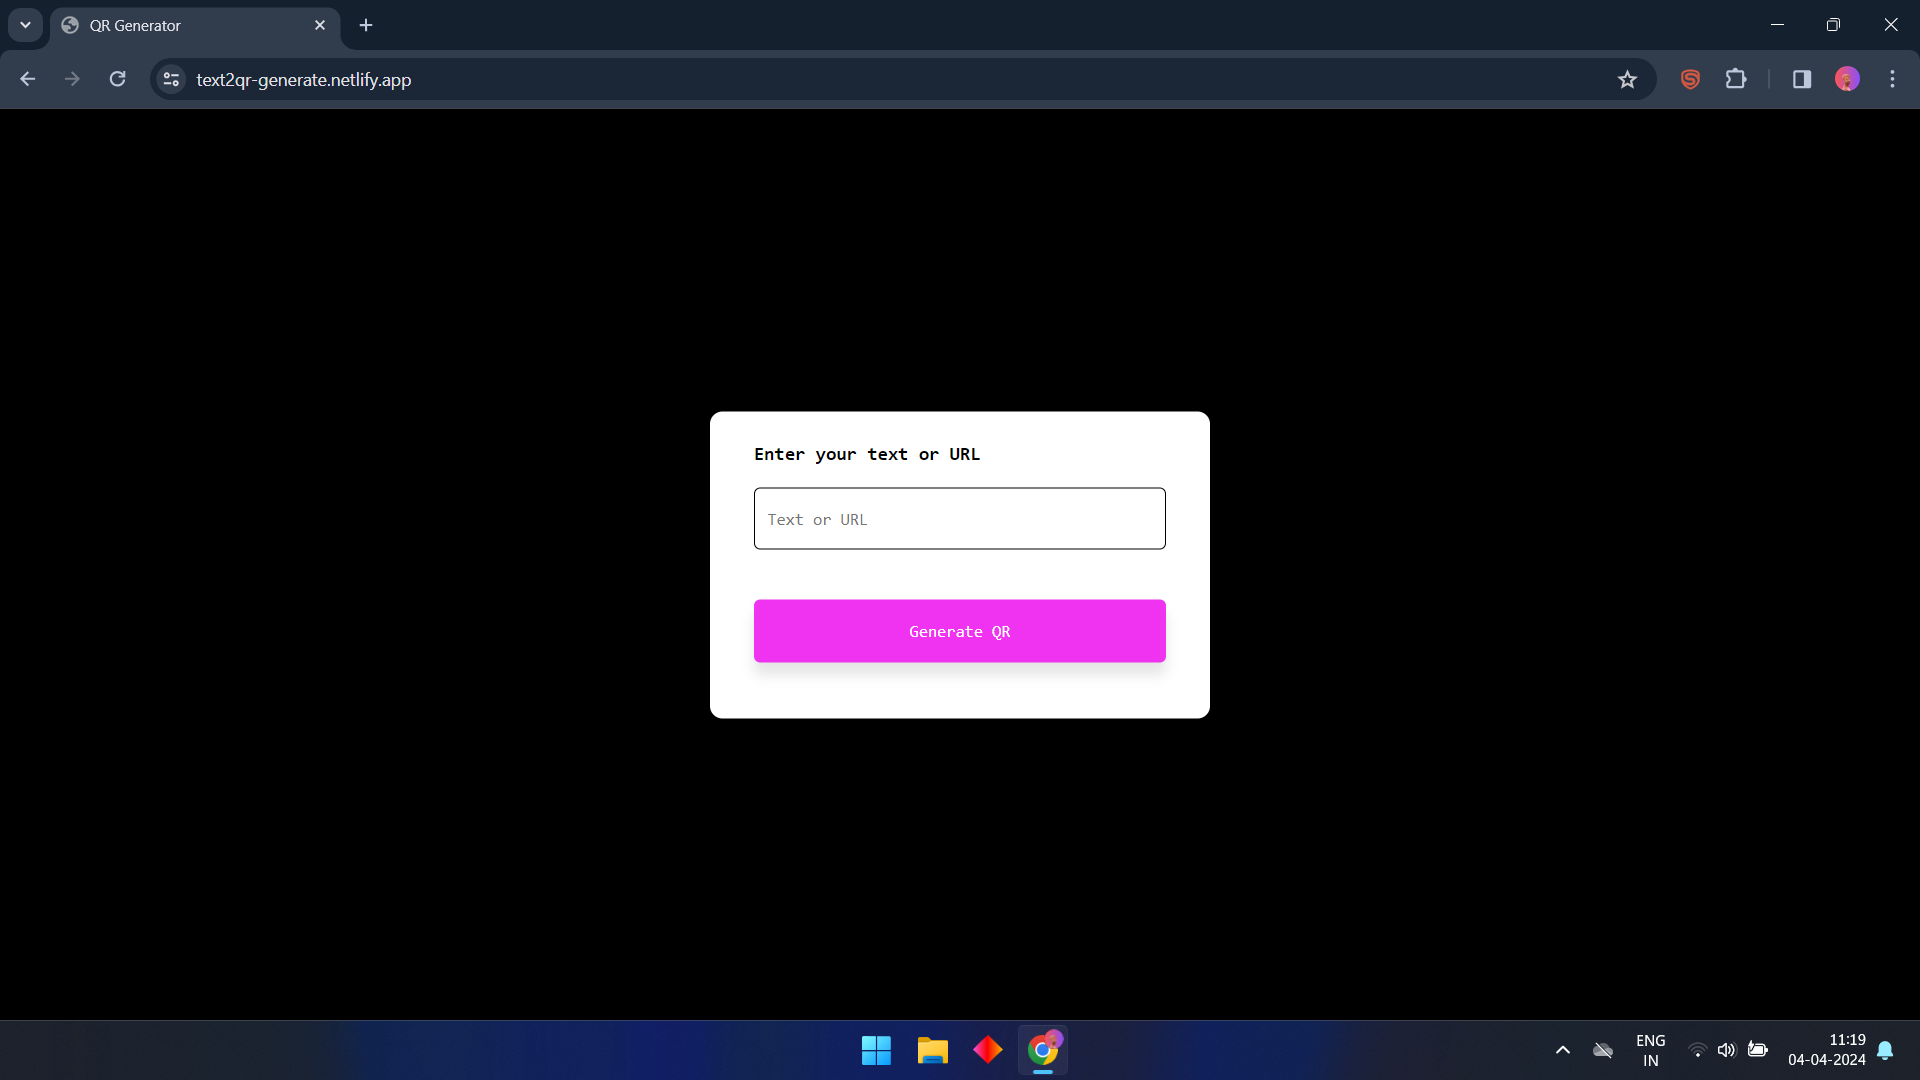 QR Generator
text2qr-generate.netlify.app
Enter your text or URL
Text or URL
Generate QR
ENG
IN
11:19
04-04-2024